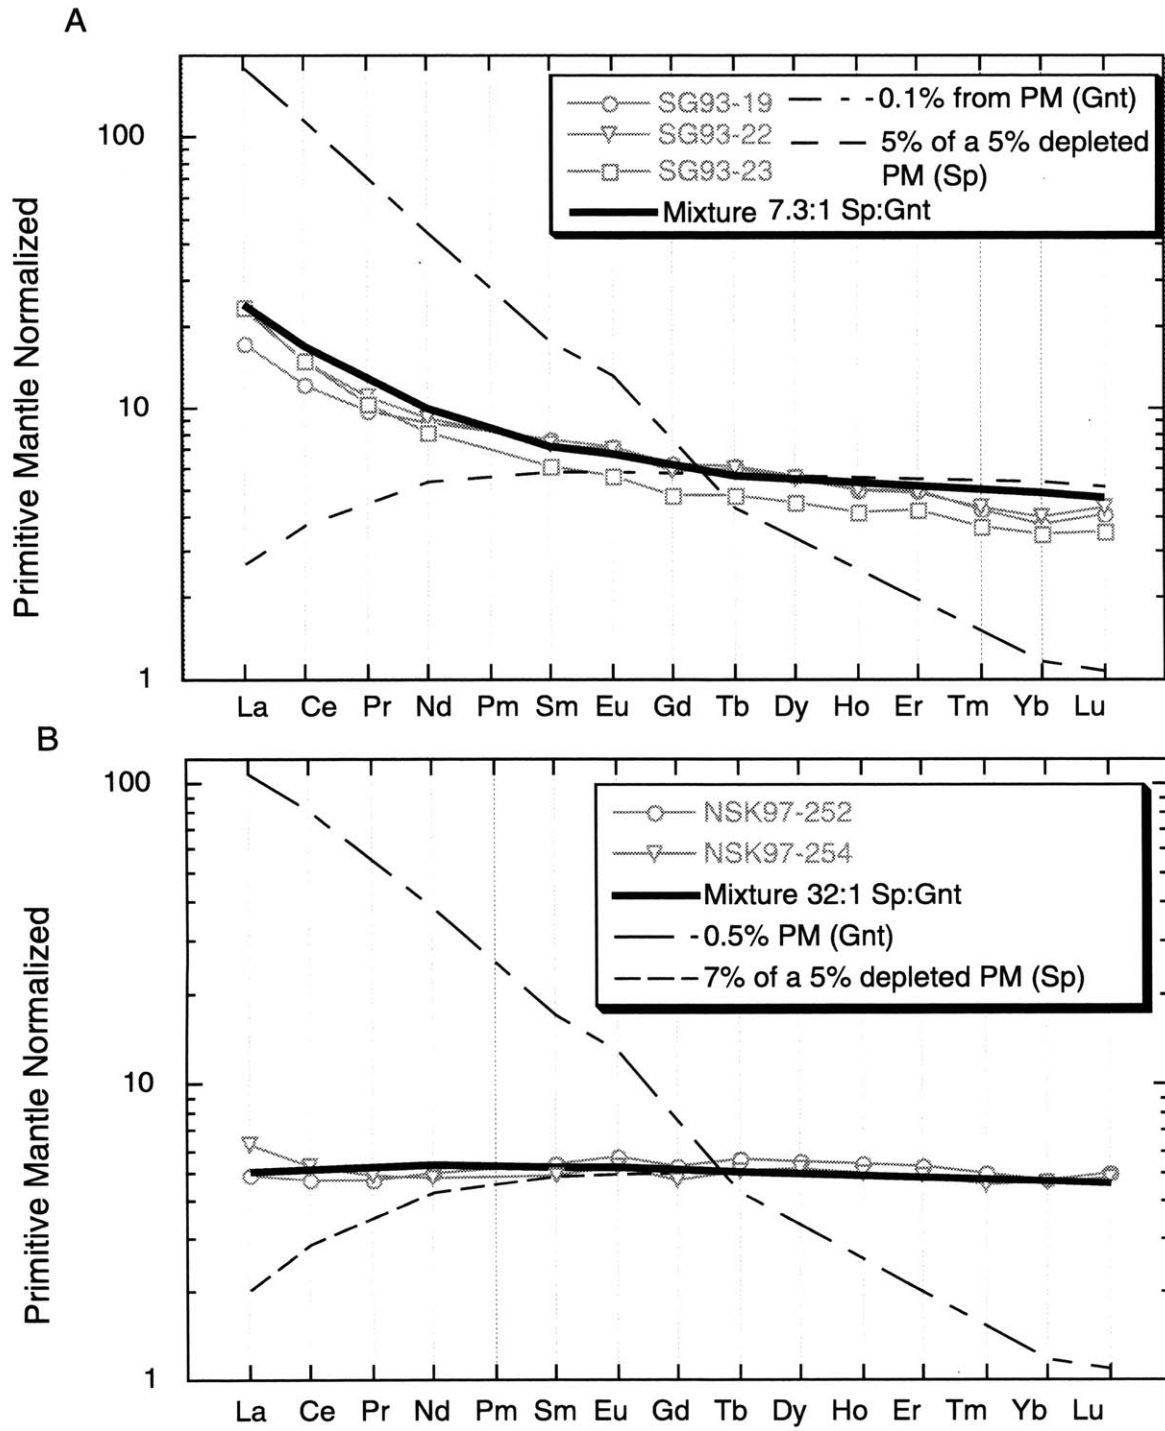 A
Primitive Mantle Normalized
100
10
1
SG93-19
SG93-22
SG93-23
Mixture 7.3:1 Sp:Gnt
0.1% from PM (Gnt)
5% of a 5% depleted
PM (Sp)
La Ce Pr Nd Pm Sm Eu Gd Tb Dy Ho Er Tm Yb Lu
B
Primitive Mantle Normalized
100
10
1
NSK97-252
NSK97-254
Mixture 32:1 Sp:Gnt
0.5% PM (Gnt)
7% of a 5% depleted PM (Sp)
La Ce Pr Nd Pm Sm Eu Gd Tb Dy Ho Er Tm Yb Lu